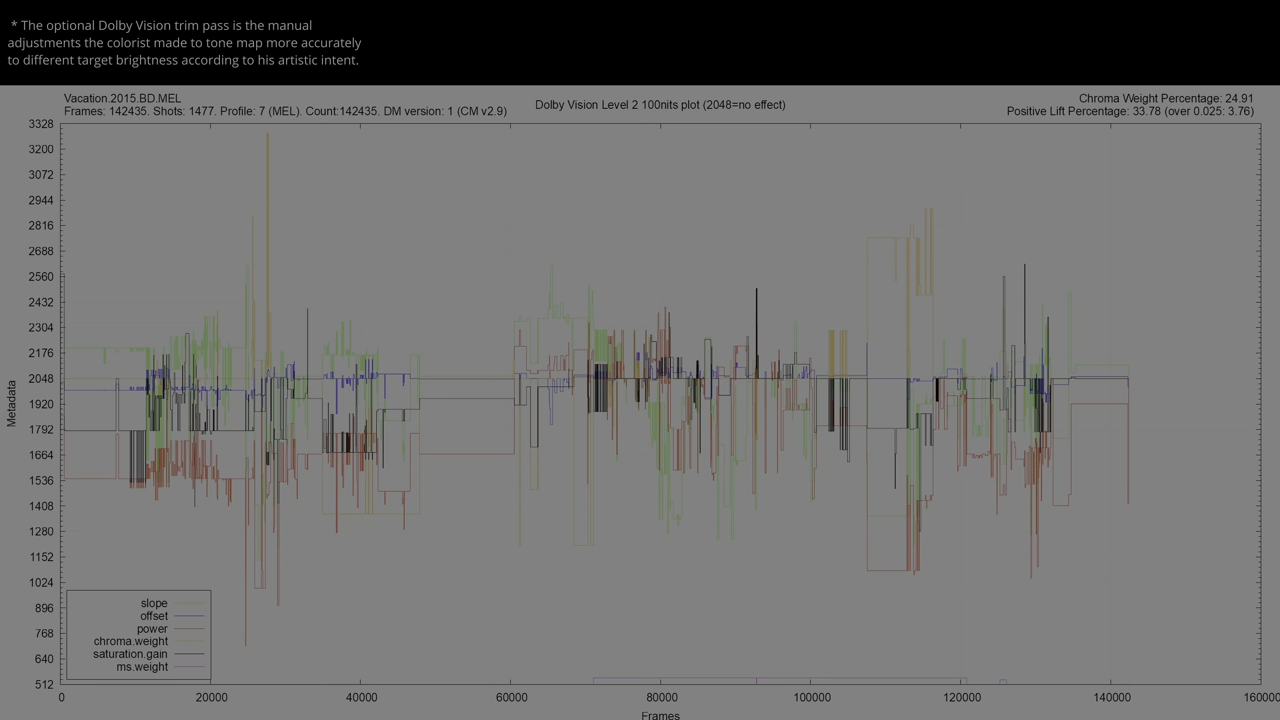 * The optional Dolby Vision trim pass is the manual
adjustments the colorist made to tone map more accurately
to different target brightness according to his artistic intent.
Vacation.2015.BD.MEL
Frames: 142435. Shots: 1477. Profile: 7 (MEL). Count:142435. DM version: 1 (CM v2.9)
Dolby Vision Level 2 100nits plot (2048=no effect)
Chroma Weight Percentage: 24.91
Positive Lift Percentage: 33.78 (over 0.025: 3.76)
3328
3200
3072
2944
2816
2688
2560
2432
2304
2176
2048
1920
1792
1664
1536
1408
1280
1152
1024
896
768
640
512
Metadata
slope
offset
power
chroma.weight
saturation.gain
ms.weight
0
20000
40000
60000
80000
100000
120000
140000
160000
Frames